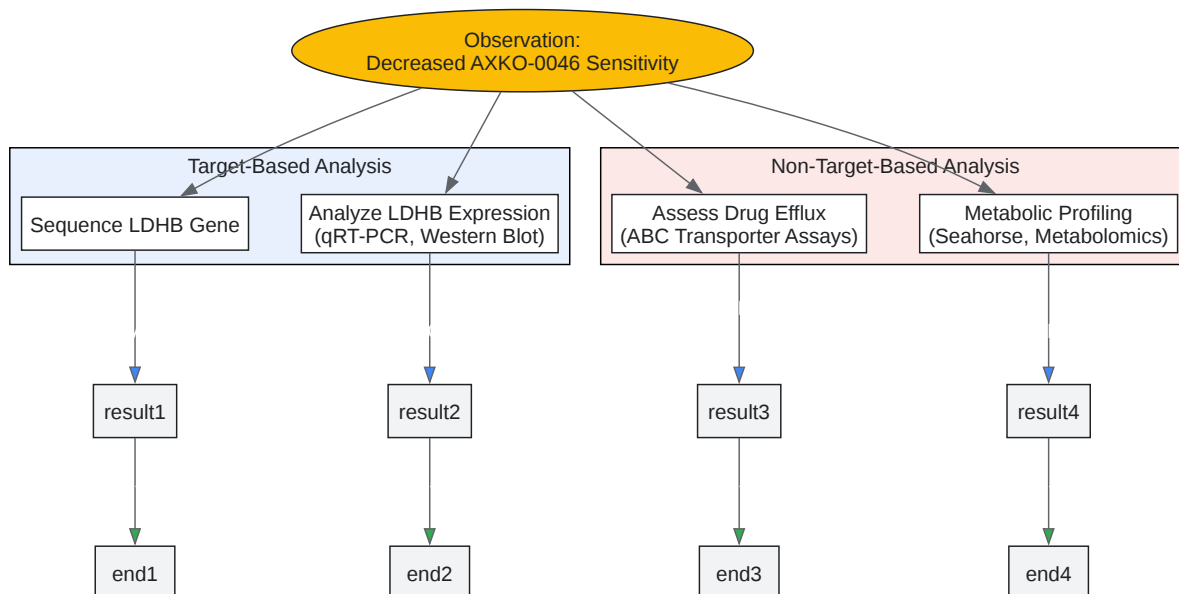 Observation:
Decreased AXKO-0046 Sensitivity
Target-Based Analysis
Non-Target-Based Analysis
Sequence LDHB Gene
Analyze LDHB Expression
(qRT-PCR, Western Blot)
Assess Drug Efflux
(ABC Transporter Assays)
Metabolic Profiling
(Seahorse, Metabolomics)
result1
result2
result3
result4
end1
end2
end3
end4